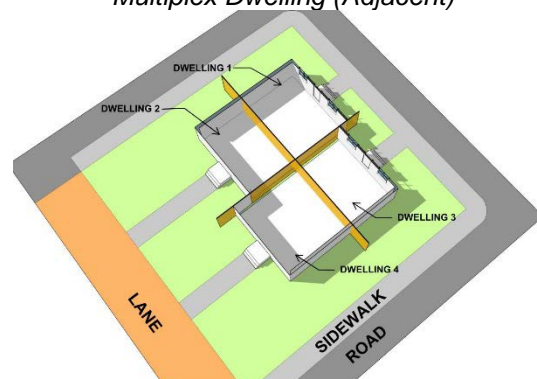 Multiplex Dwelling (Adjacent)
DWELLING 1
DWELLING 2
DWELLING 3
DWELLING 4
LANE
SIDEWALK
ROAD